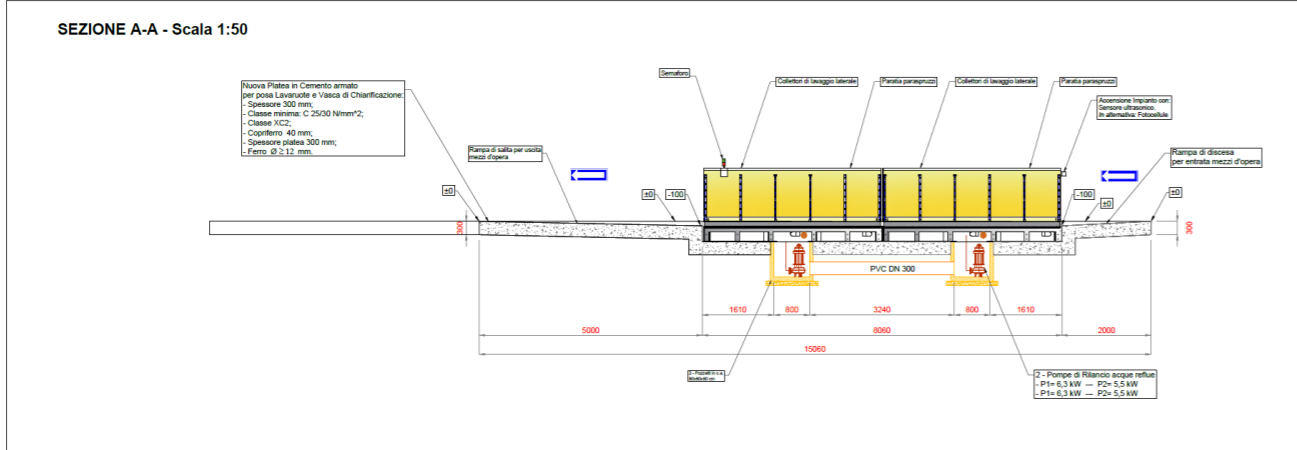 SEZIONE A-A - Scala 1:50
Nuova Platea in Cemento armato
per posa Lavaruote e Vasca di Chiarificazione:
- Spessore 300 mm;
- Classe minima: C 25/30 N/mm^2;
- Classe XC2;
- Copriferro 40 mm;
- Spessore platea 300 mm;
- Ferro Ø ≥ 12 mm.
Semaforo
Collettori di lavaggio laterale
Paratia paraspruzzi
Collettori di lavaggio laterale
Paratia paraspruzzi
Accensione Impianto con:
Sensore ultrasonico.
In alternativa: Fotocellule
Rampa di salita per uscita
mezzi d'opera
Rampa di discesa
per entrata mezzi d'opera
±0
±0
-100
-100
±0
±0
300
300
PVC DN 300
1610
800
3240
800
1610
5000
8060
2000
15060
2 - Pozzetti in c.a.
80x80x80 cm
2 - Pompe di Rilancio acque reflue:
- P1= 6,3 kW --- P2= 5,5 kW
- P1= 6,3 kW --- P2= 5,5 kW